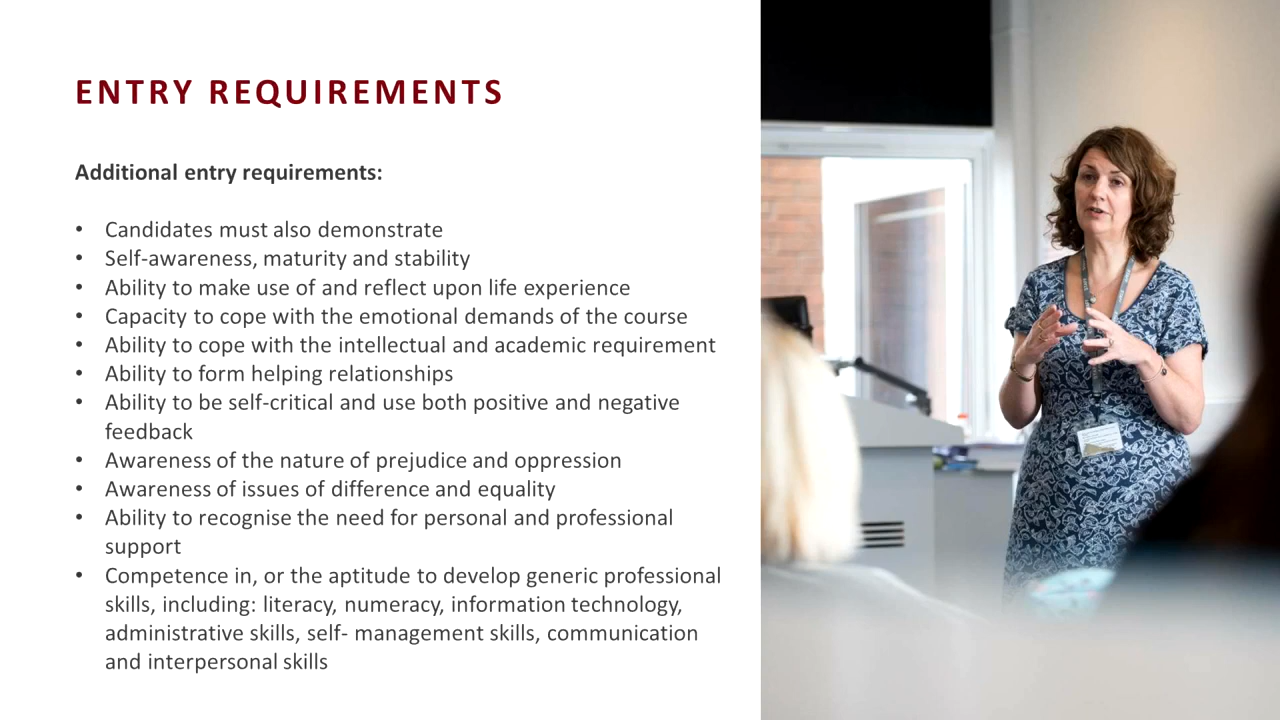 ENTRY REQUIREMENTS
Additional entry requirements:
• Candidates must also demonstrate
• Self-awareness, maturity and stability
• Ability to make use of and reflect upon life experience
• Capacity to cope with the emotional demands of the course
• Ability to cope with the intellectual and academic requirement
• Ability to form helping relationships
• Ability to be self-critical and use both positive and negative
feedback
• Awareness of the nature of prejudice and oppression
• Awareness of issues of difference and equality
• Ability to recognise the need for personal and professional
support
• Competence in, or the aptitude to develop generic professional
skills, including: literacy, numeracy, information technology,
administrative skills, self- management skills, communication
and interpersonal skills